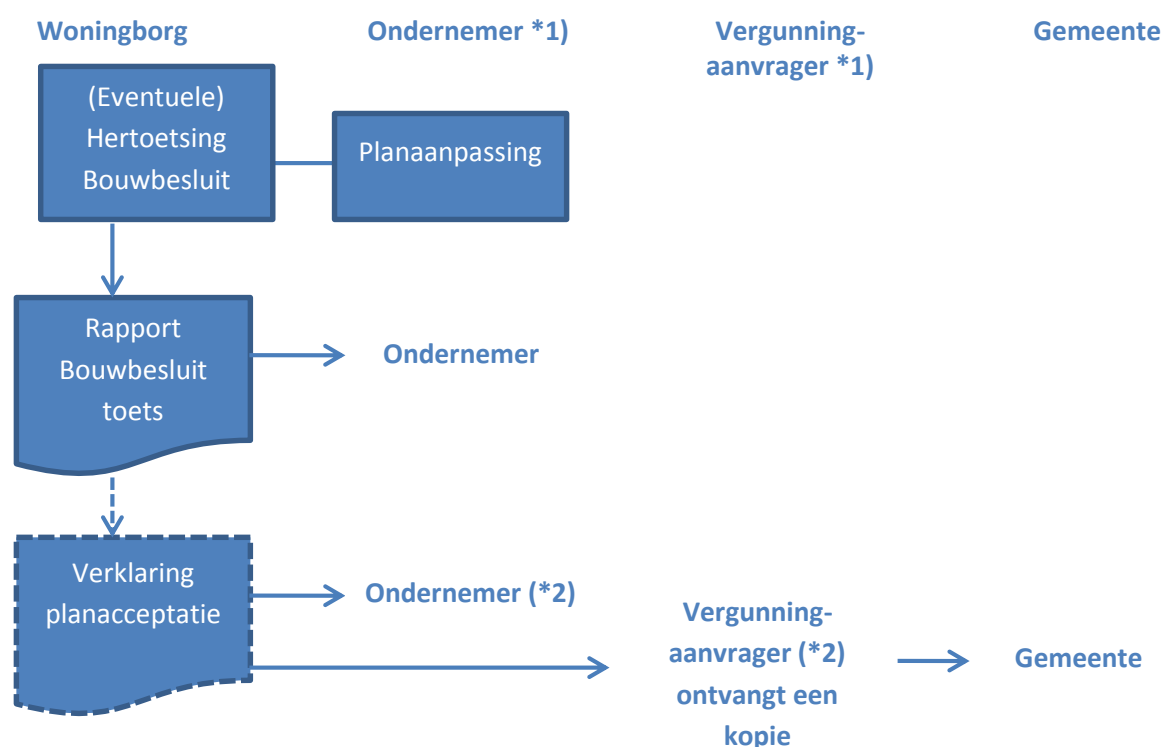 Woningborg
Ondernemer *1)
Vergunning-
aanvrager *1)
Gemeente
(Eventuele)
Hertoetsing
Bouwbesluit
Planaanpassing
Rapport
Bouwbesluit
toets
Ondernemer
Verklaring
planacceptatie
Ondernemer (*2)
Vergunning-
aanvrager (*2)
ontvangt een
kopie
Gemeente